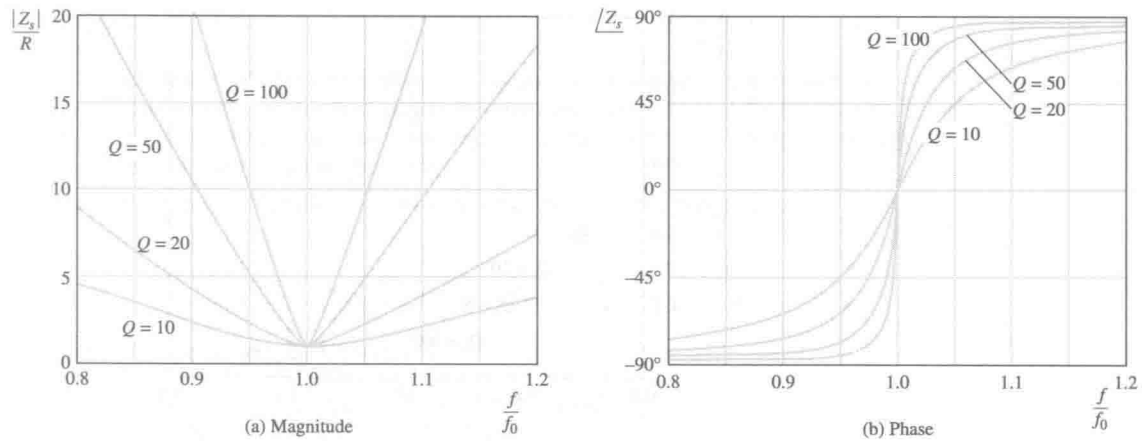 |Z_s|
R
20
15
10
5
0
Q = 100
Q = 50
Q = 20
Q = 10
0.8 0.9 1.0 1.1 1.2
f
f_0
(a) Magnitude
∠Z_s
90°
45°
0°
–45°
–90°
Q = 100
Q = 50
Q = 20
Q = 10
0.8 0.9 1.0 1.1 1.2
f
f_0
(b) Phase